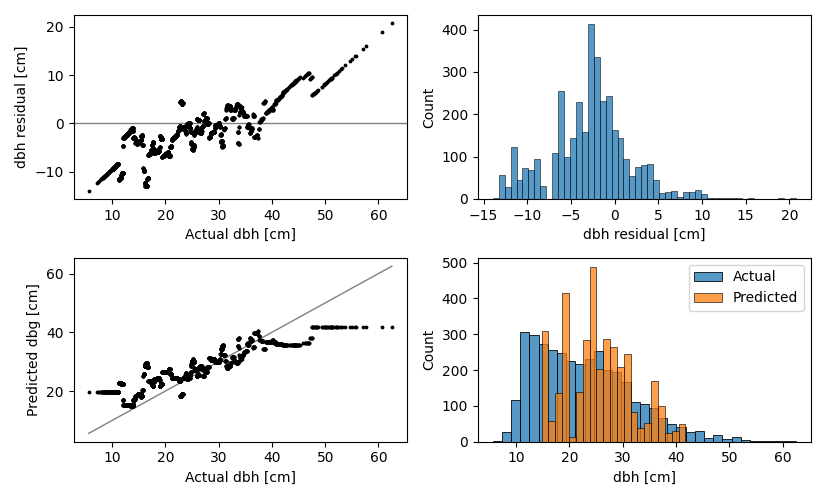 20
10
0
−10
dbh residual [cm]
10 20 30 40 50 60
Actual dbh [cm]
400
300
200
100
0
Count
−15 −10 −5 0 5 10 15 20
dbh residual [cm]
60
40
20
Predicted dbg [cm]
10 20 30 40 50 60
Actual dbh [cm]
500
400
300
200
100
0
Count
Actual
Predicted
10 20 30 40 50 60
dbh [cm]